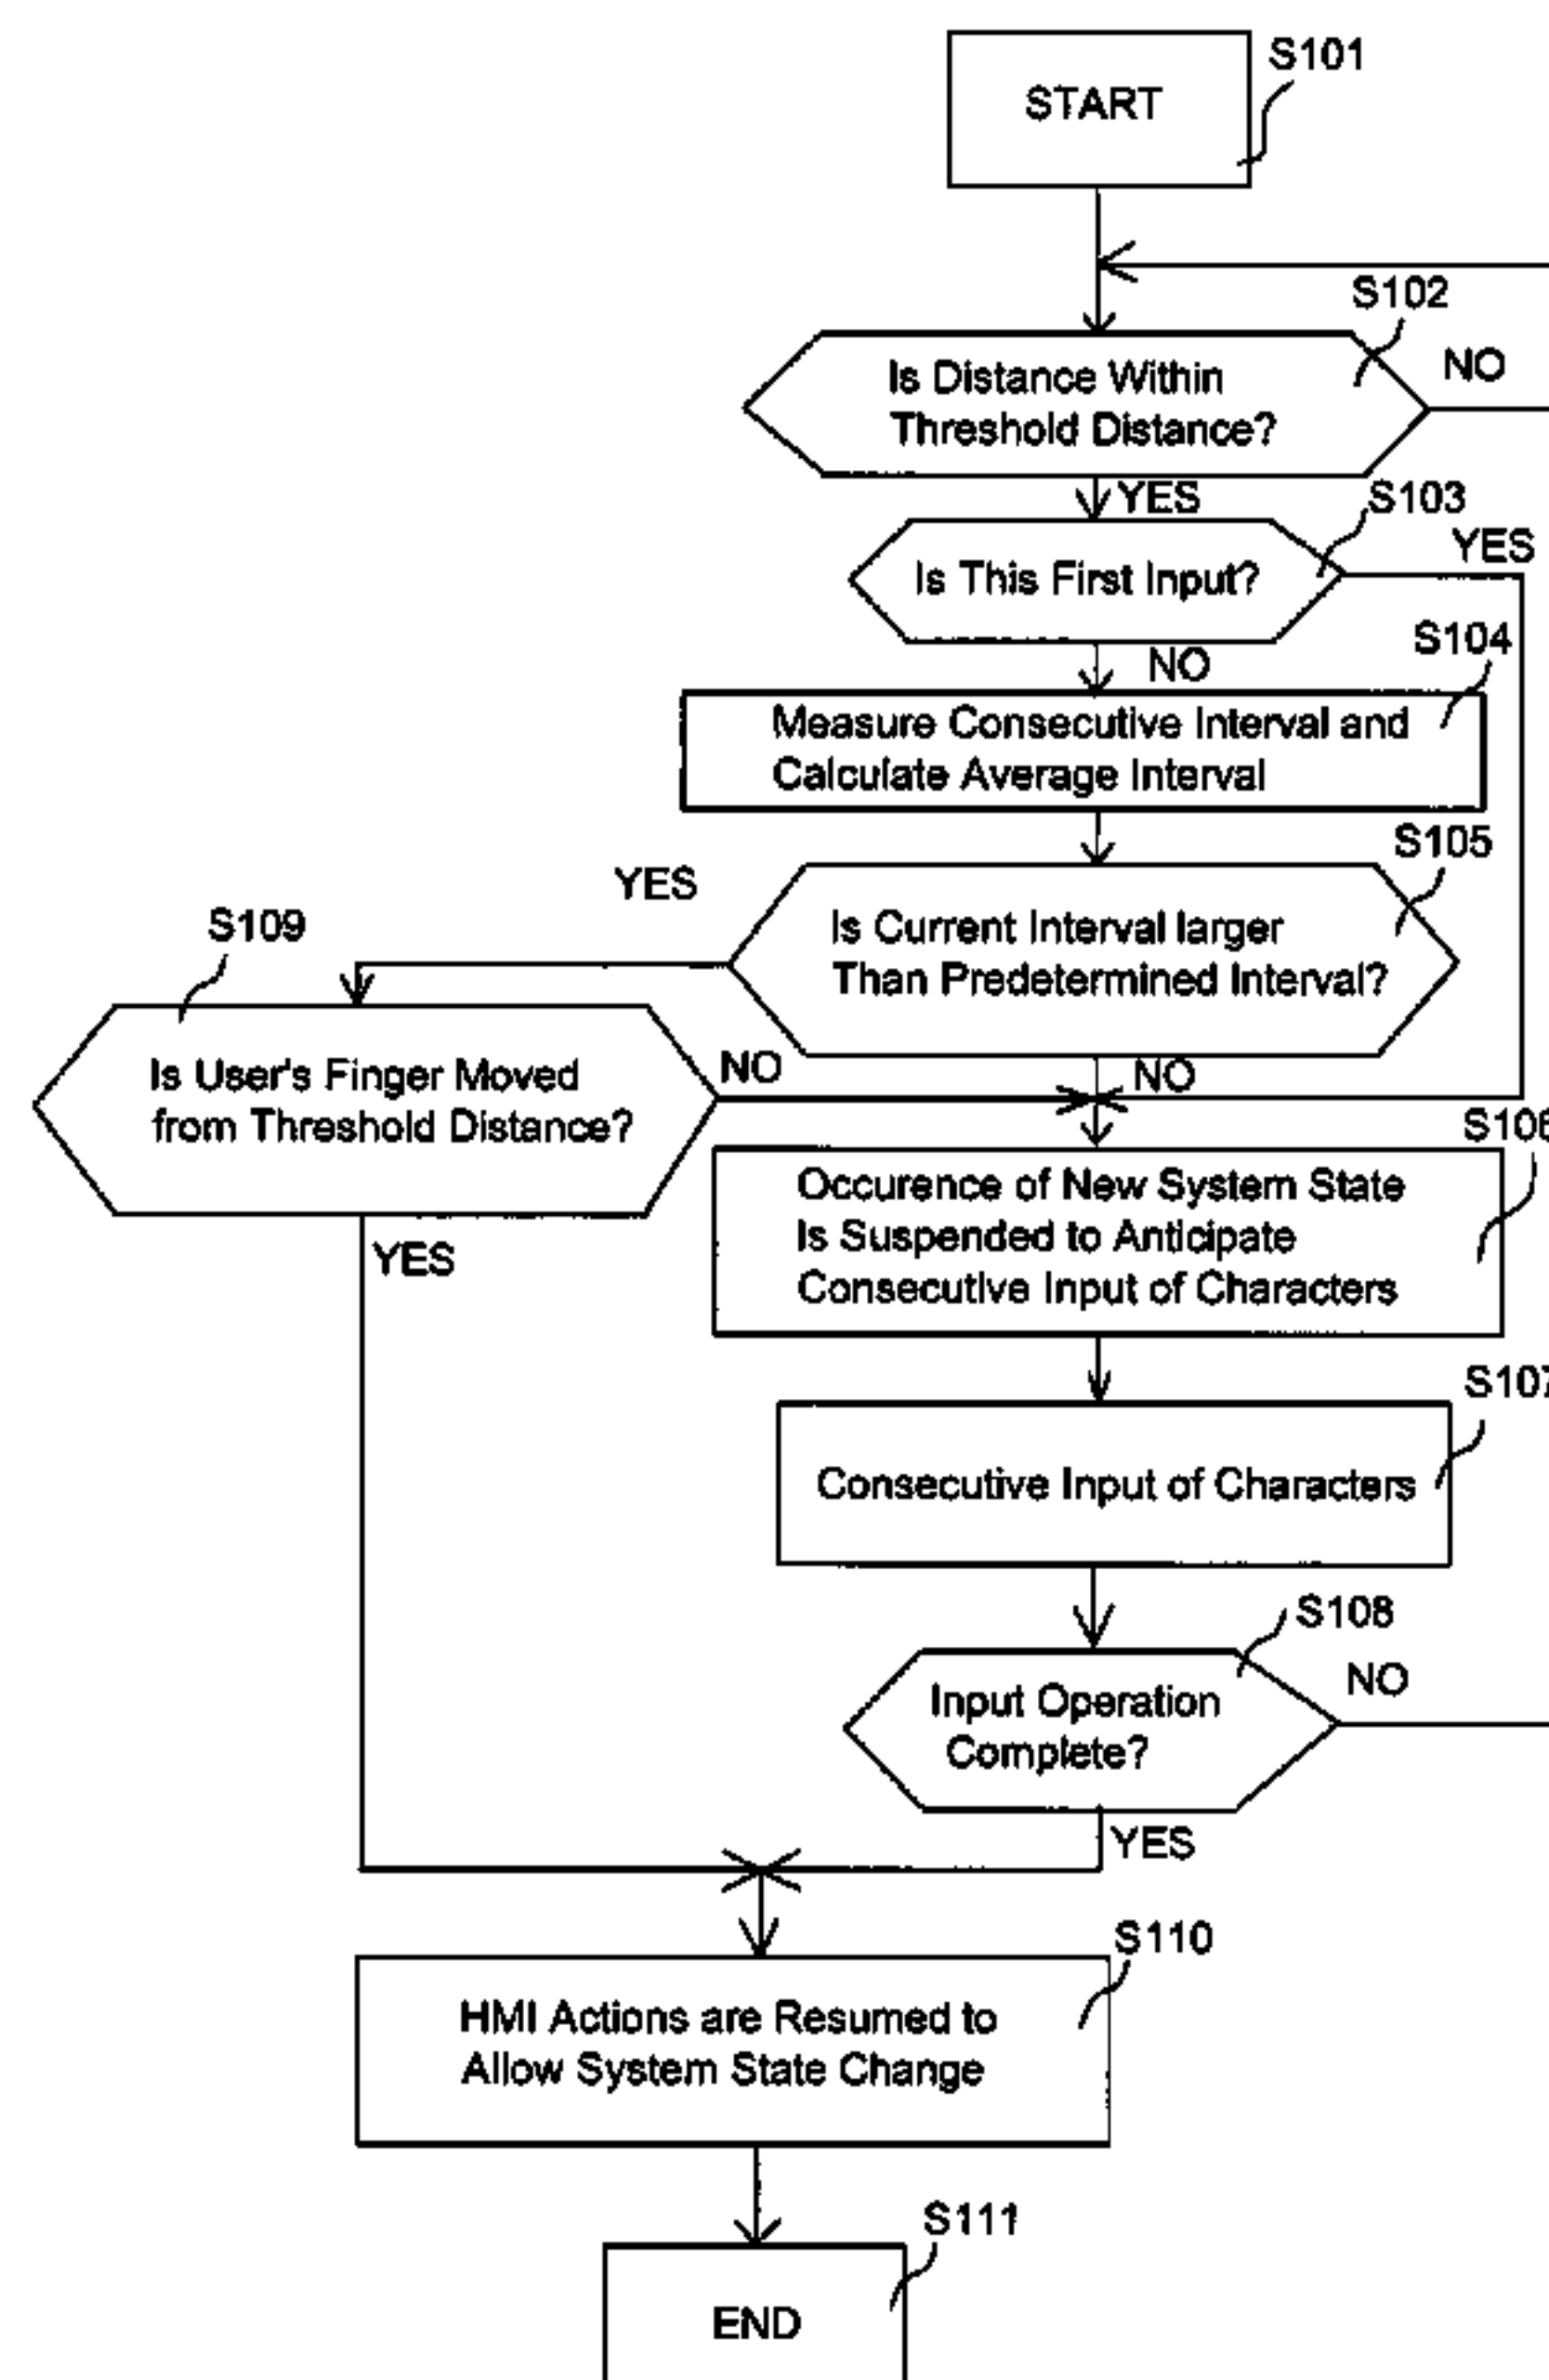 S101
START
S102
Is Distance Within
Threshold Distance?
NO
YES
S103
Is This First Input?
YES
NO
S104
Measure Consecutive Interval and
Calculate Average Interval
S105
YES
Is Current Interval larger
Than Predetermined Interval?
S109
Is User's Finger Moved
from Threshold Distance?
NO
NO
YES
S106
Occurence of New System State
Is Suspended to Anticipate
Consecutive Input of Characters
S107
Consecutive Input of Characters
S108
Input Operation
Complete?
NO
YES
S110
HMI Actions are Resumed to
Allow System State Change
S111
END